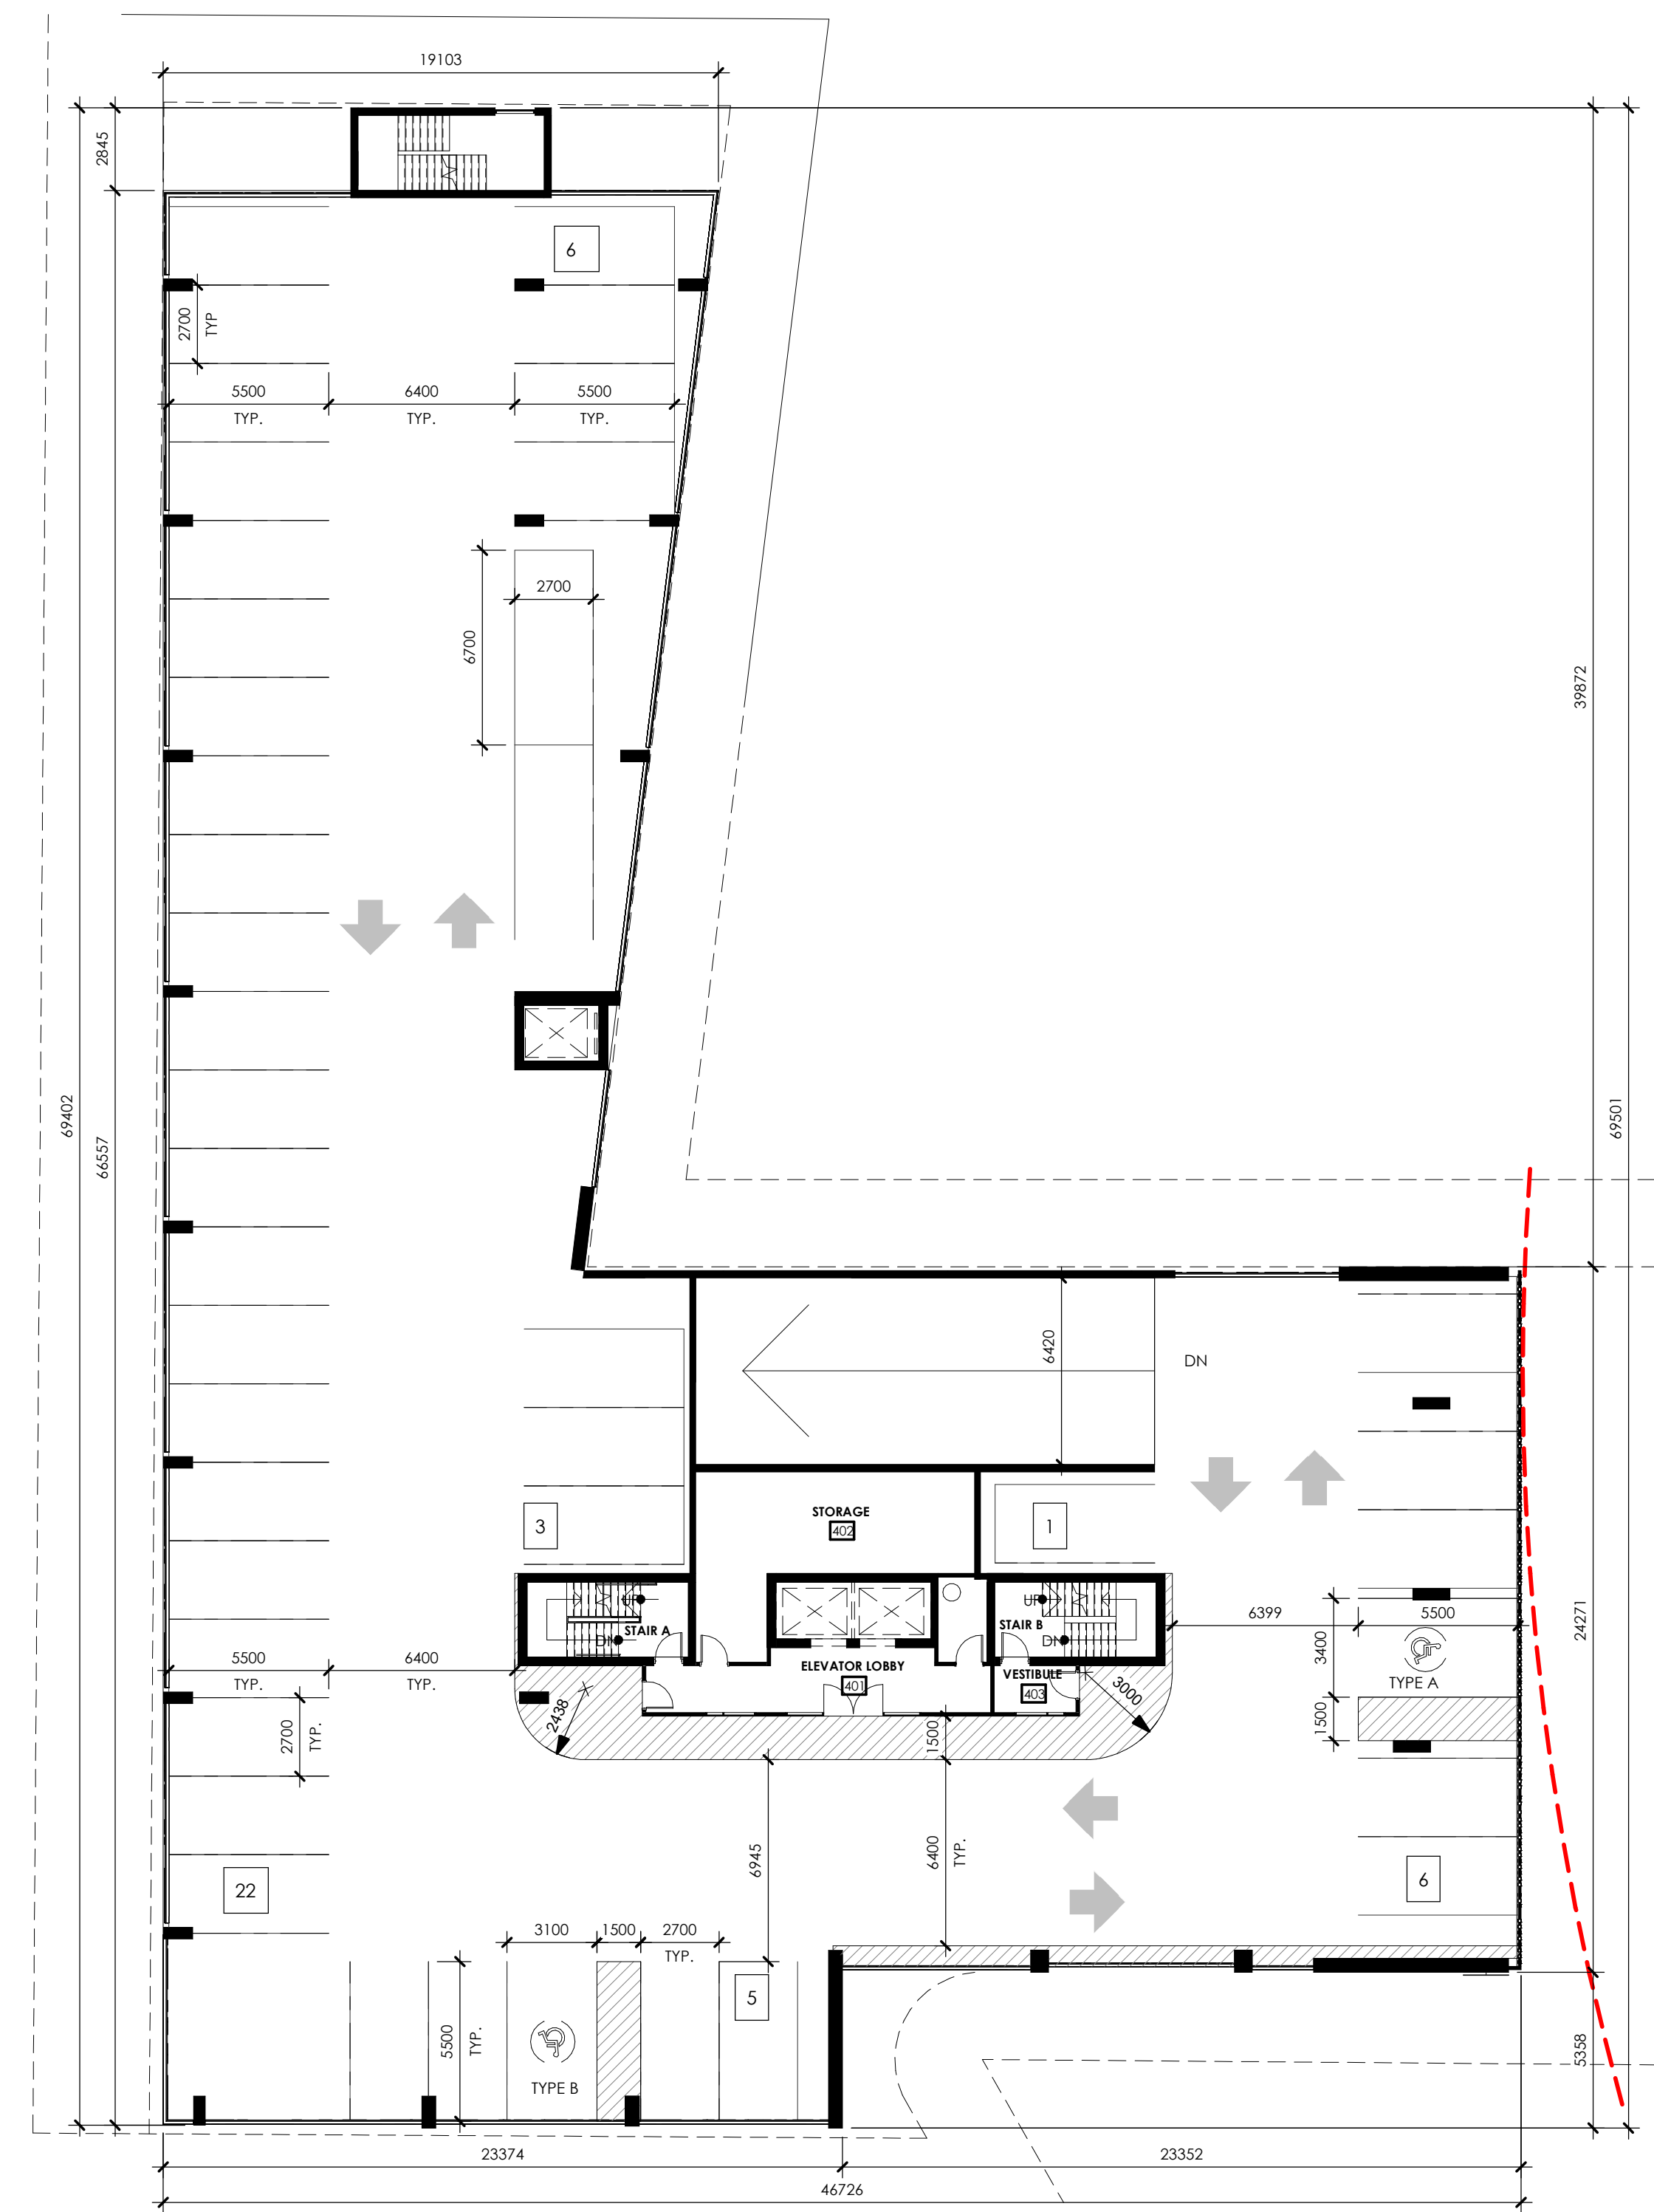 19103
2845
6
2700
TYP
5500
TYP.
6400
TYP.
5500
TYP.
2700
6700
39872
69402
66557
69501
6420
DN
3
STORAGE
402
1
UP
DN
STAIR A
UP
STAIR B
DN
6399
5500
24271
3400
TYPE A
ELEVATOR LOBBY
401
VESTIBULE
403
5500
TYP.
6400
TYP.
2438
3000
1500
1500
2700
TYP.
6945
6400
TYP.
22
6
3100
1500
2700
TYP.
5
5500
TYP.
TYPE B
5358
23374
23352
46726